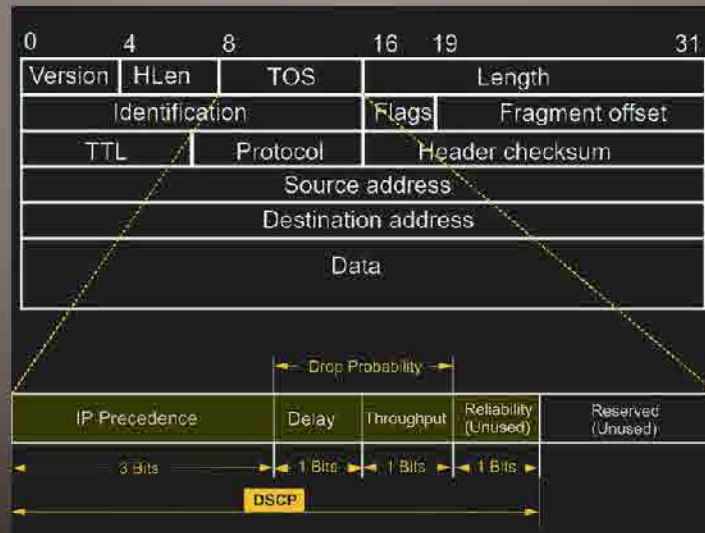 0 4 8 16 19 31
Version HLen TOS Length
Identification Flags Fragment offset
TTL Protocol Header checksum
Source address
Destination address
Data
Drop Probability
IP Precedence Delay Throughput Reliability (Unused) Reserved (Unused)
3 Bits 1 Bits 1 Bits 1 Bits
DSCP